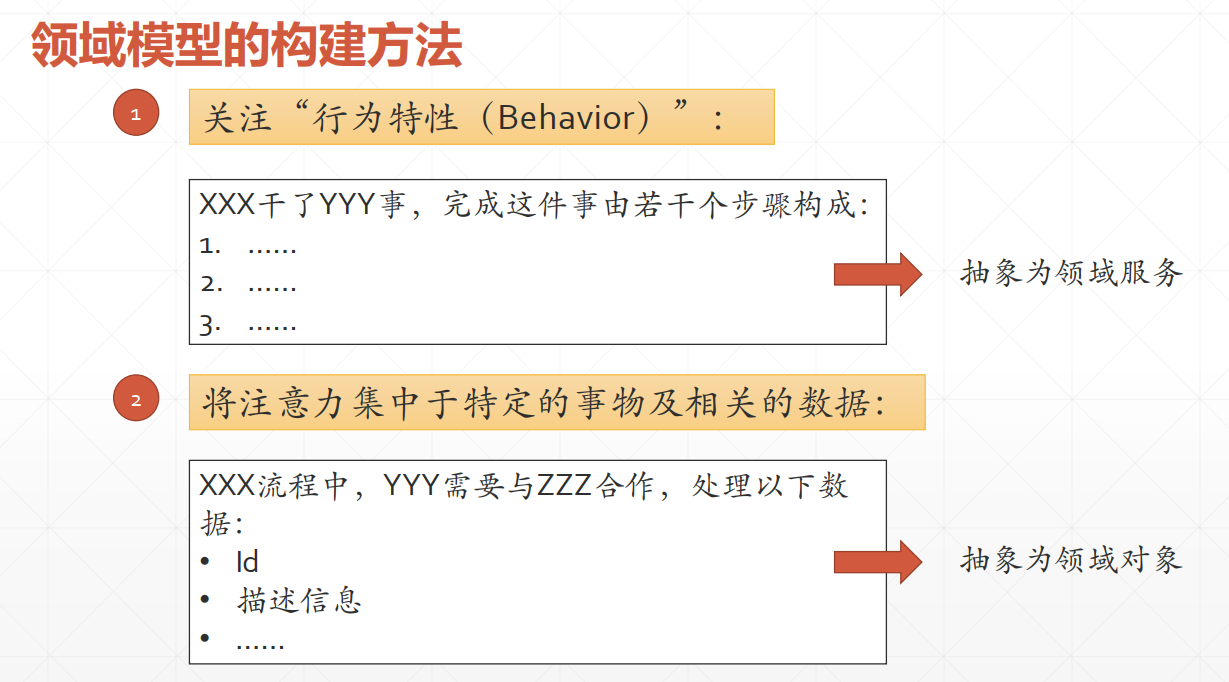 领域模型的构建方法
1
关注“行为特性（Behavior）”：
XXX干了YYY事，完成这件事由若干个步骤构成：
1. ……
2. ……
3. ……
抽象为领域服务
2
将注意力集中于特定的事物及相关的数据：
XXX流程中，YYY需要与ZZZ合作，处理以下数
据：
• Id
• 描述信息
• ……
抽象为领域对象